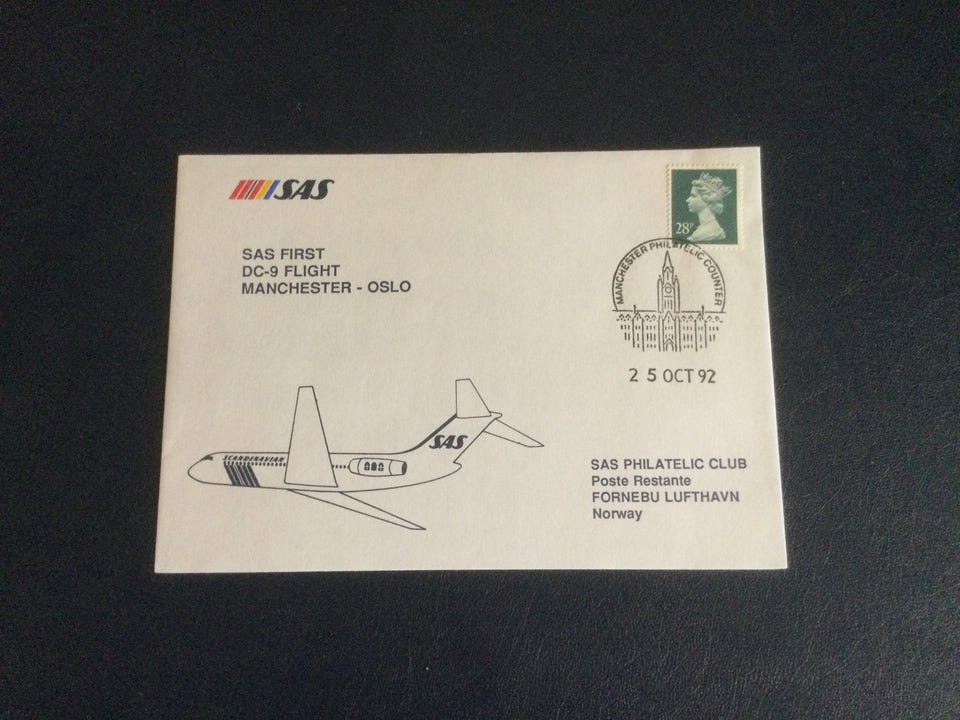 SAS
SAS FIRST
DC-9 FLIGHT
MANCHESTER - OSLO
28P
MANCHESTER PHILATELIC COUNTER
25 OCT 92
SCANDINAVIAN
SAS
SAS PHILATELIC CLUB
Poste Restante
FORNEBU LUFTHAVN
Norway